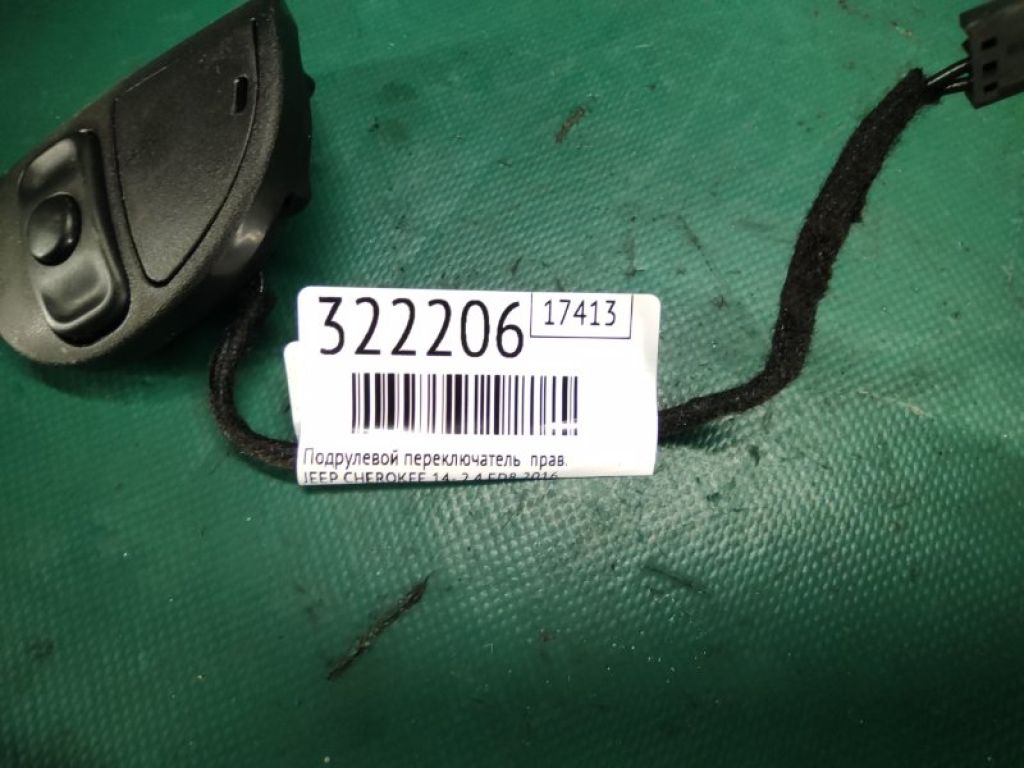 322206
17413
Подрулевой переключатель прав.
JEEP CHEROKEE 14- 2.4 ED8 2016